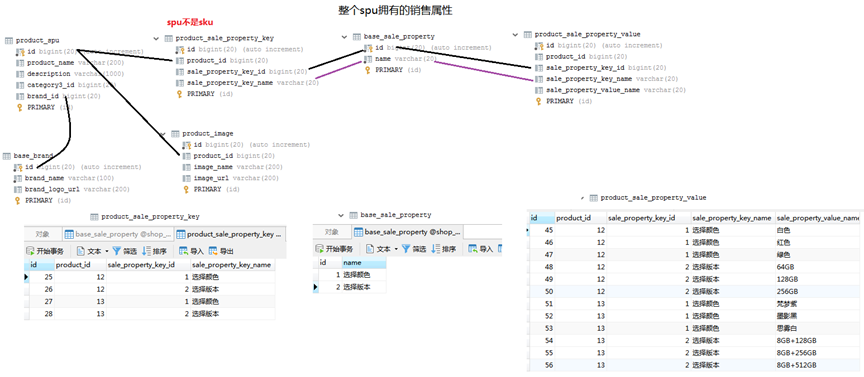 整个spu拥有的销售属性
spu不是sku
product_spu
id bigint(20) (auto increment)
product_name varchar(200)
description varchar(1000)
category3_id bigint(20)
brand_id bigint(20)
PRIMARY (id)
product_sale_property_key
id bigint(20) (auto increment)
product_id bigint(20)
sale_property_key_id bigint(20)
sale_property_key_name varchar(20)
PRIMARY (id)
base_sale_property
id bigint(20) (auto increment)
name varchar(20)
PRIMARY (id)
product_sale_property_value
id bigint(20) (auto increment)
product_id bigint(20)
sale_property_key_id bigint(20)
sale_property_key_name varchar(20)
sale_property_value_name varchar(20)
PRIMARY (id)
base_brand
id bigint(20) (auto increment)
brand_name varchar(100)
brand_logo_url varchar(200)
PRIMARY (id)
product_image
id bigint(20) (auto increment)
product_id bigint(20)
image_name varchar(200)
image_url varchar(200)
PRIMARY (id)
product_sale_property_key
对象 base_sale_property @shop_... product_sale_property_key ...
开始事务 文本 筛选 排序 导入 导出
id product_id sale_property_key_id sale_property_key_name
25 12 1 选择颜色
26 12 2 选择版本
27 13 1 选择颜色
28 13 2 选择版本
base_sale_property
对象 base_sale_property @shop_...
开始事务 文本 筛选 排序 导入
id name
1 选择颜色
2 选择版本
product_sale_property_value
id product_id sale_property_key_id sale_property_key_name sale_property_value_name
45 12 1 选择颜色 白色
46 12 1 选择颜色 红色
47 12 1 选择颜色 绿色
48 12 2 选择版本 64GB
49 12 2 选择版本 128GB
50 12 2 选择版本 256GB
51 13 1 选择颜色 梵梦紫
52 13 1 选择颜色 墨影黑
53 13 1 选择颜色 思雾白
54 13 2 选择版本 8GB+128GB
55 13 2 选择版本 8GB+256GB
56 13 2 选择版本 8GB+512GB